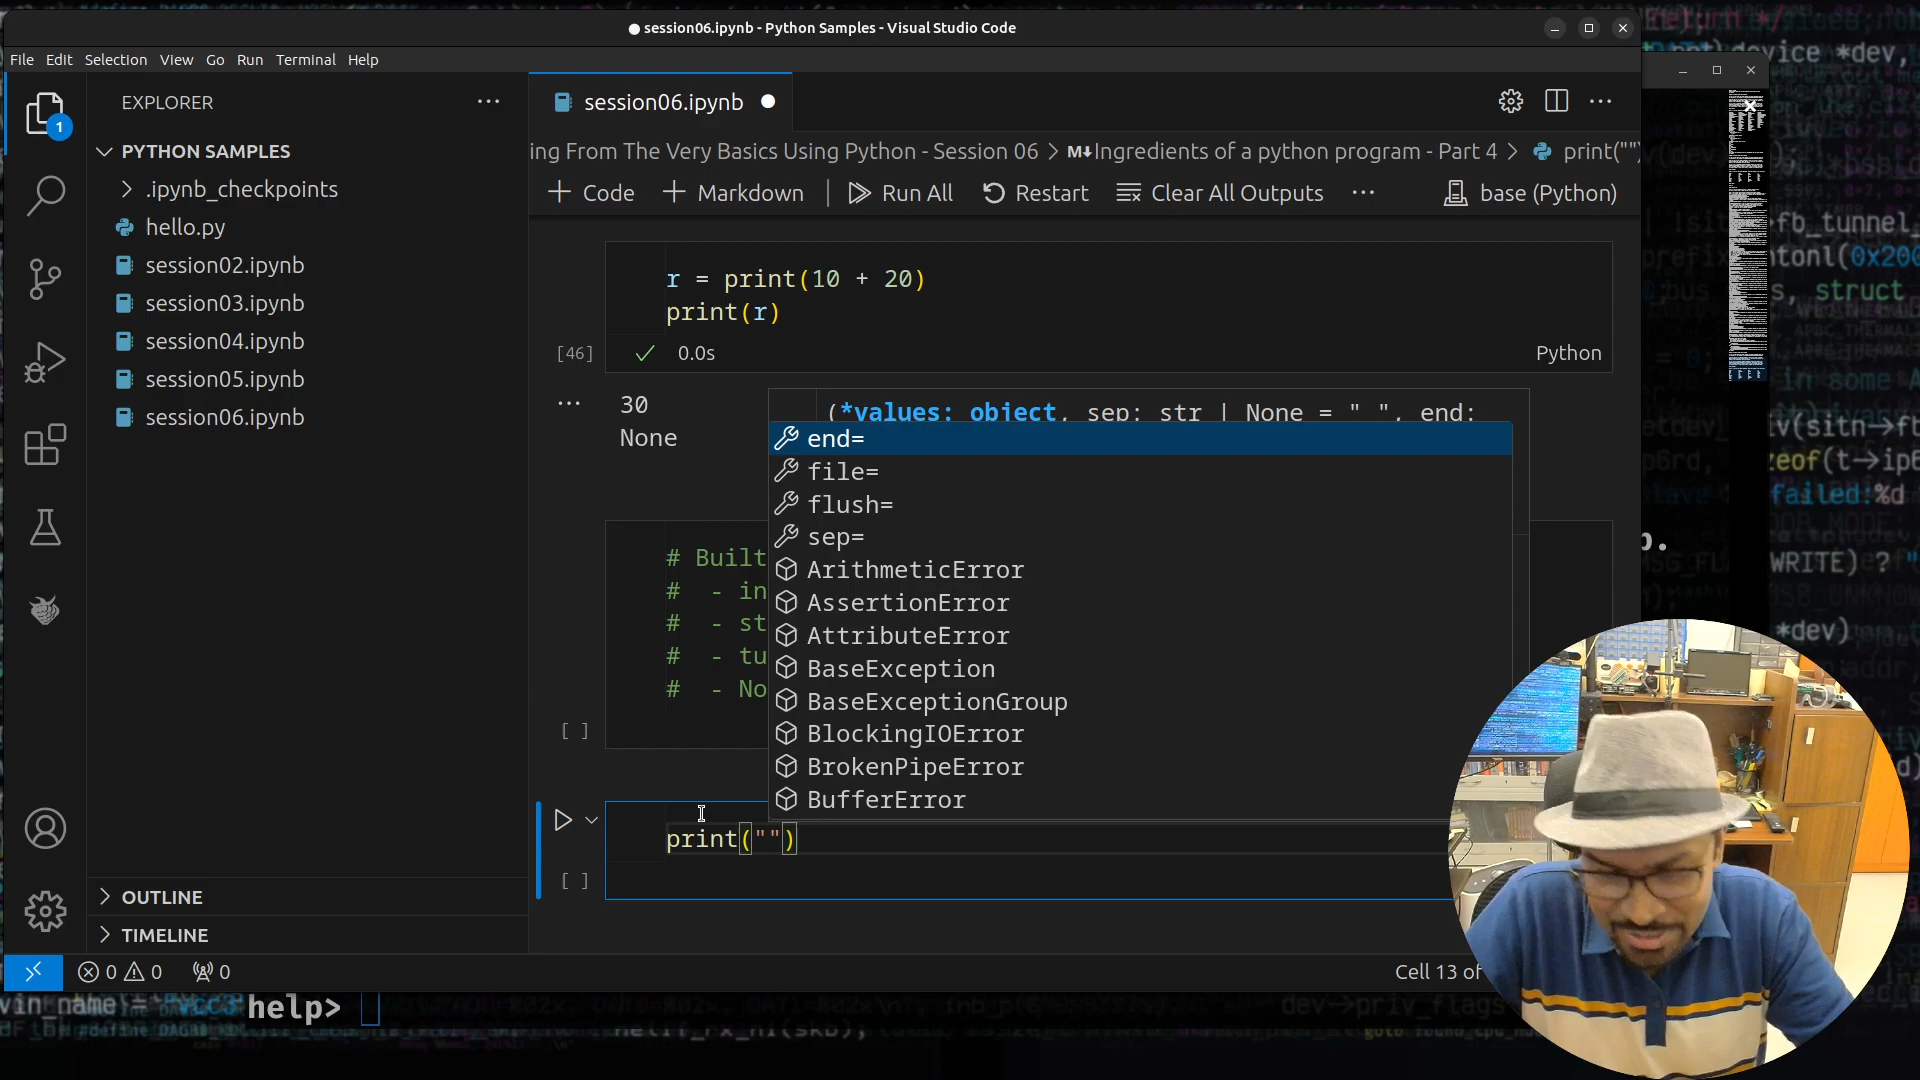 session06.ipynb - Python Samples - Visual Studio Code
File Edit Selection View Go Run Terminal Help
EXPLORER
session06.ipynb
PYTHON SAMPLES
ing From The Very Basics Using Python - Session 06 > M↓Ingredients of a python program - Part 4 > print("")
.ipynb_checkpoints
+ Code + Markdown | Run All Restart Clear All Outputs ... base (Python)
hello.py
session02.ipynb
session03.ipynb
session04.ipynb
session05.ipynb
session06.ipynb
1
r = print(10 + 20)
print(r)
[46] 0.0s Python
30
None
(*values: object, sep: str | None = " ", end:
end=
file=
flush=
sep=
ArithmeticError
AssertionError
AttributeError
BaseException
BaseExceptionGroup
BlockingIOError
BrokenPipeError
BufferError
# Built
# - in
# - st
# - tu
# - No
[ ]
print("")
[ ]
OUTLINE
TIMELINE
0 0 0
Cell 13 of
help>